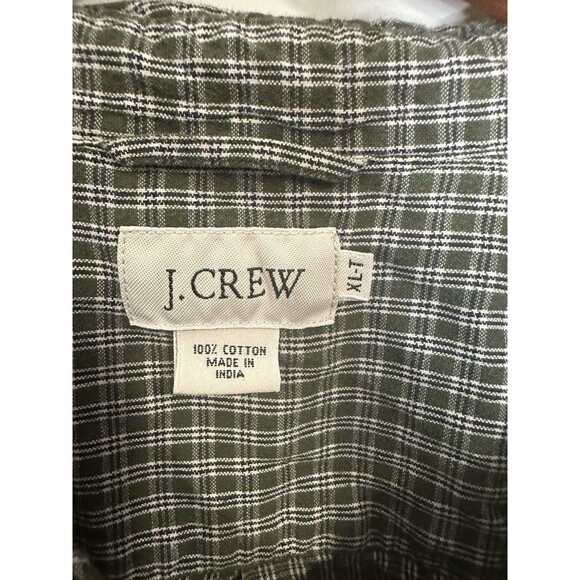 J.CREW
XL-T
100% COTTON
MADE IN
INDIA